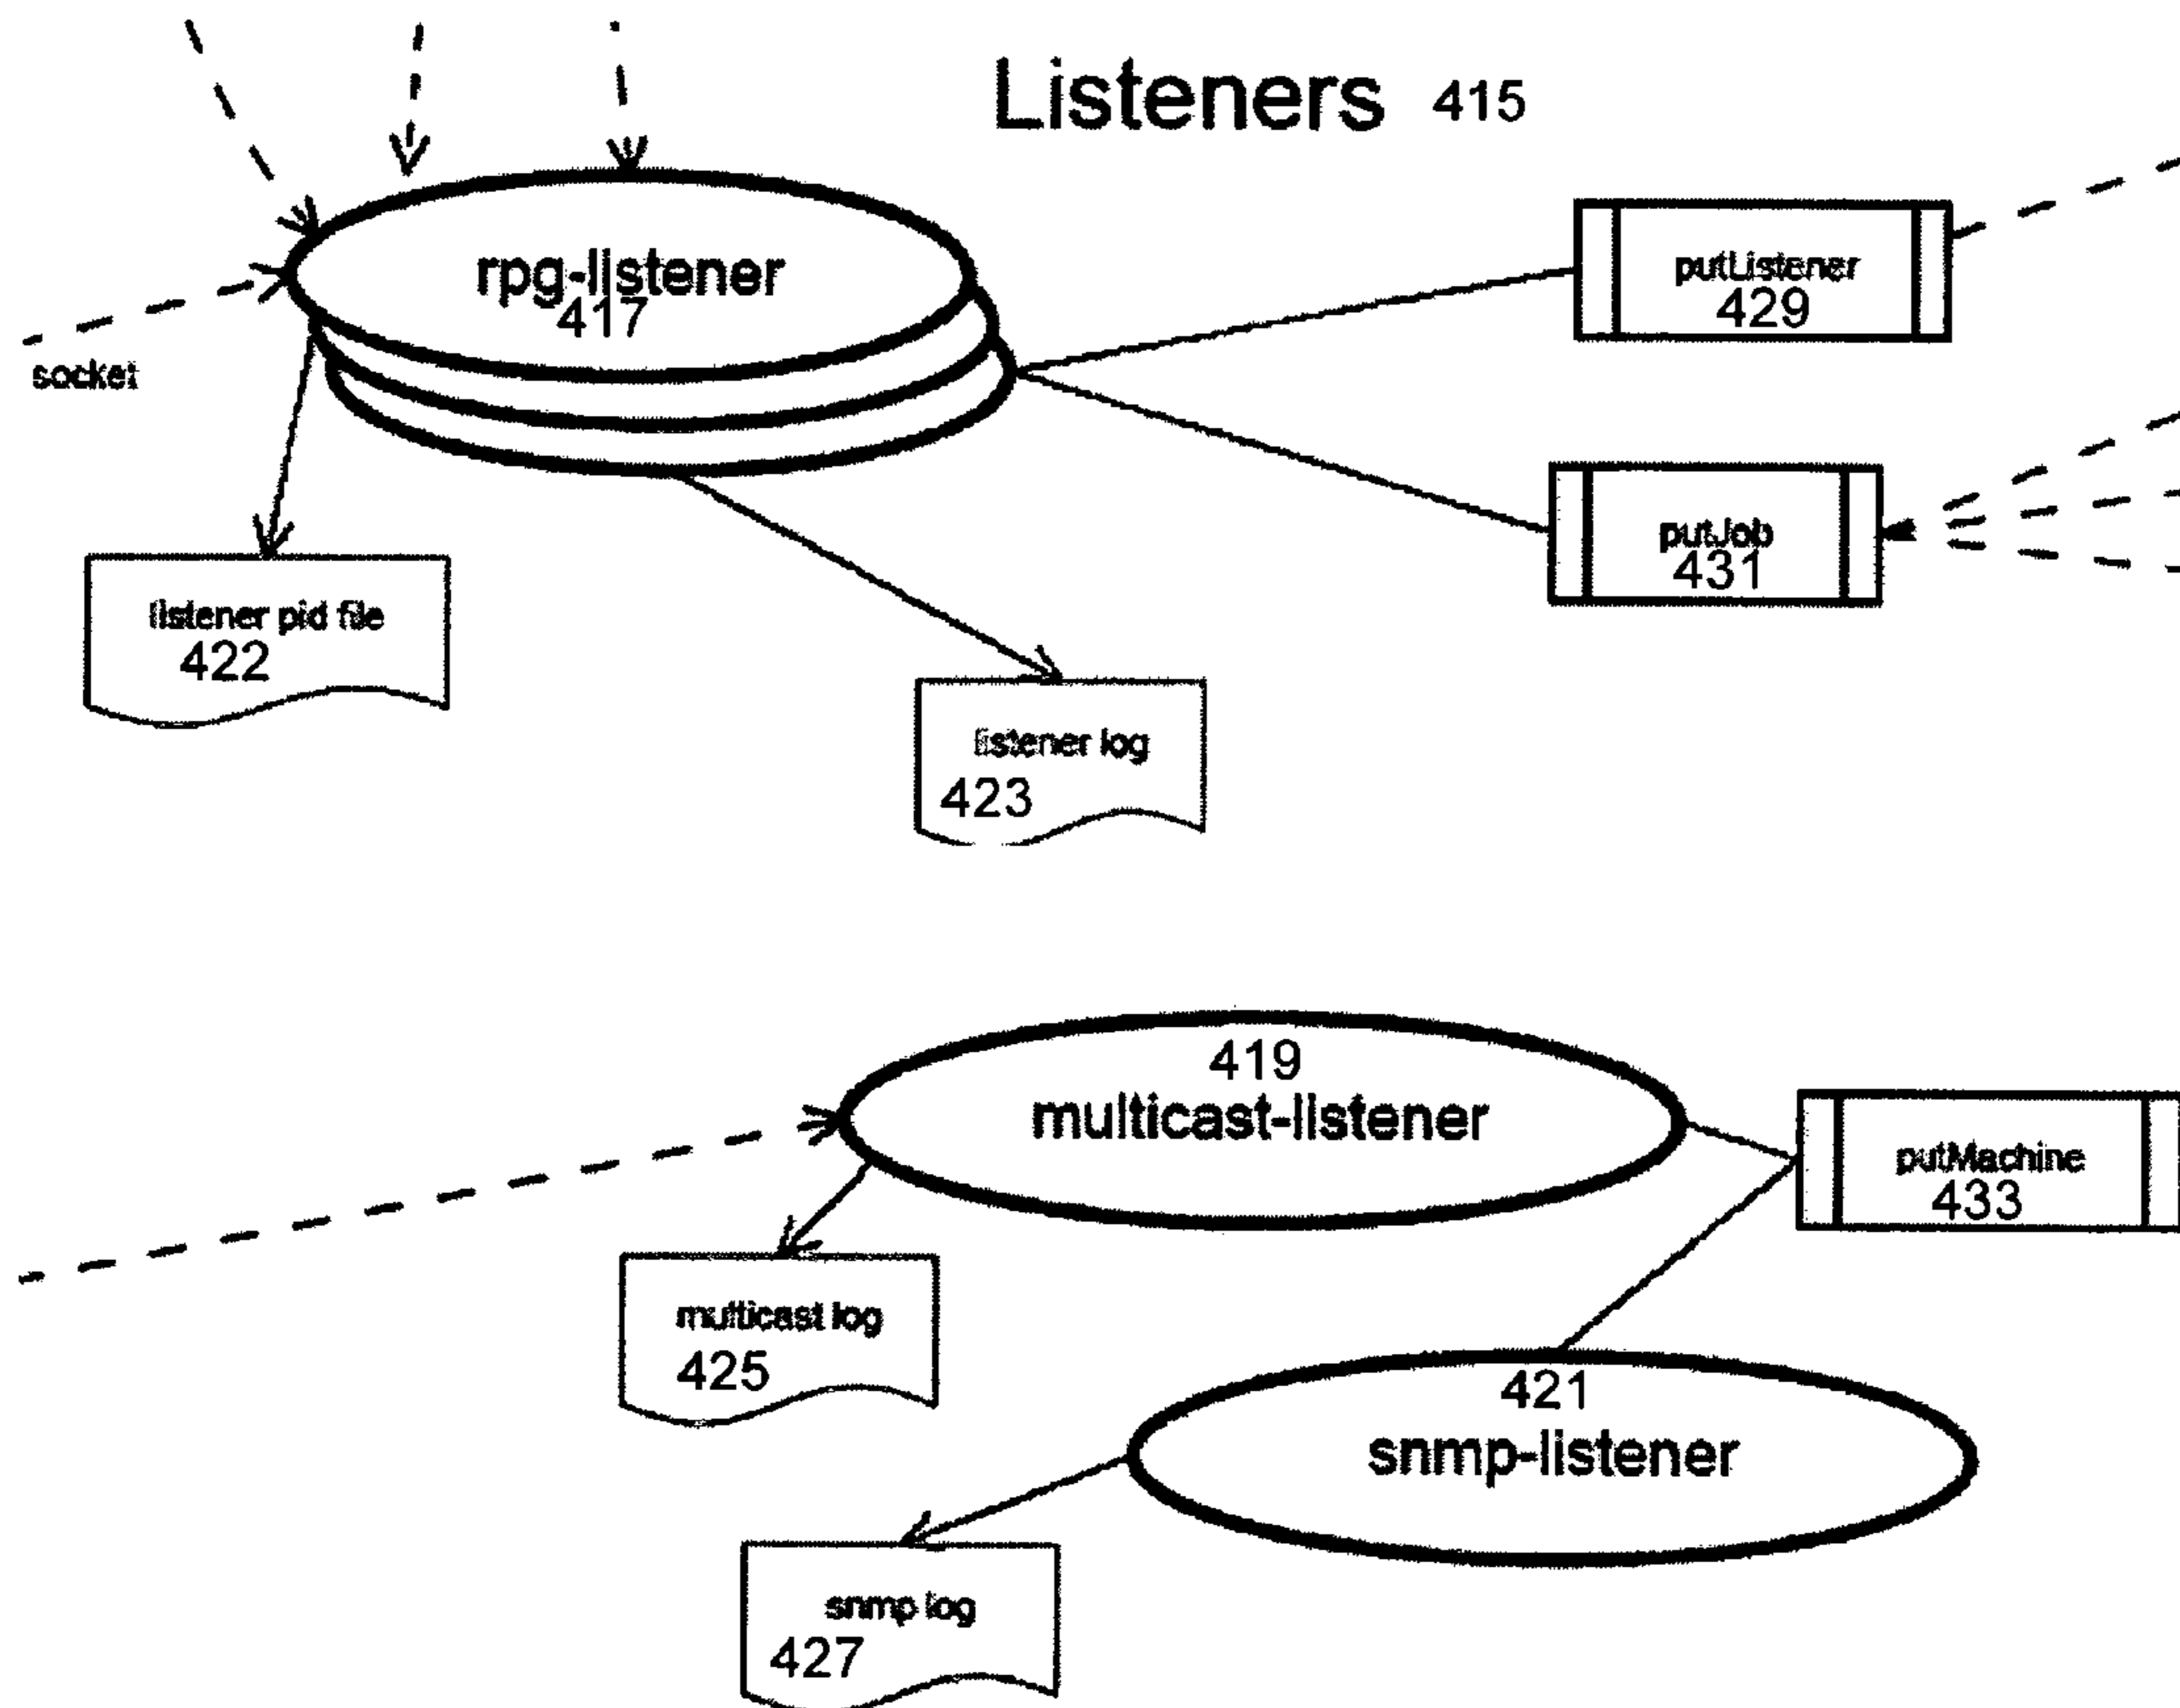 Listeners 415
rpg-listener
417
socket
putListener
429
putJob
431
listener pid file
422
listener log
423
419
multicast-listener
putMachine
433
multicast log
425
421
snmp-listener
snmp log
427